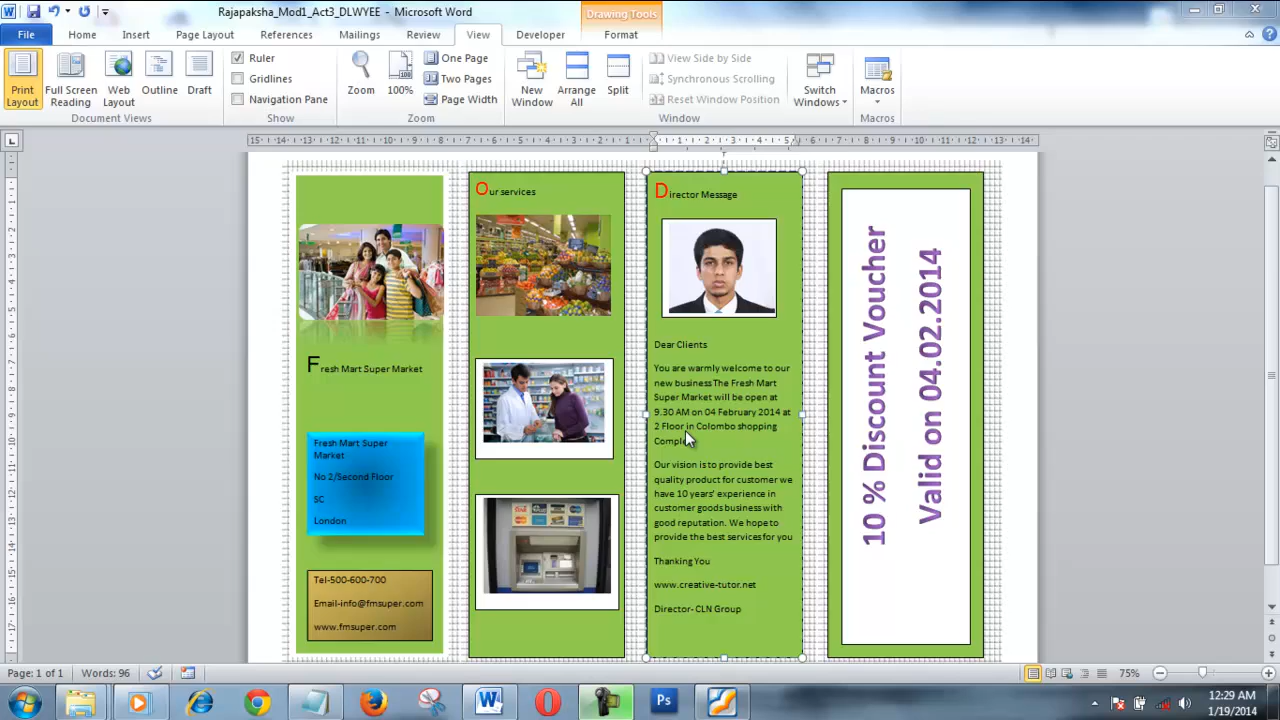 Rajapaksha_Mod1_Act3_DLWYEE - Microsoft Word
Drawing Tools
File Home Insert Page Layout References Mailings Review View Developer Format
Print Layout
Full Screen Reading
Web Layout
Outline
Draft
Document Views
Ruler
Gridlines
Navigation Pane
Show
Zoom
100%
One Page
Two Pages
Page Width
Zoom
New Window
Arrange All
Split
View Side by Side
Synchronous Scrolling
Reset Window Position
Window
Switch Windows
Macros
Macros
Fresh Mart Super Market
Fresh Mart Super
Market
No 2/Second Floor
SC
London
Tel-500-600-700
Email-info@fmsuper.com
www.fmsuper.com
Our services
Director Message
Dear Clients
You are warmly welcome to our
new business The Fresh Mart
Super Market will be open at
9.30 AM on 04 February 2014 at
2 Floor in Colombo shopping
Comple
Our vision is to provide best
quality product for customer we
have 10 years' experience in
customer goods business with
good reputation. We hope to
provide the best services for you
Thanking You
www.creative-tutor.net
Director- CLN Group
10 % Discount Voucher
Valid on 04.02.2014
Page: 1 of 1 Words: 96 75%
12:29 AM
1/19/2014